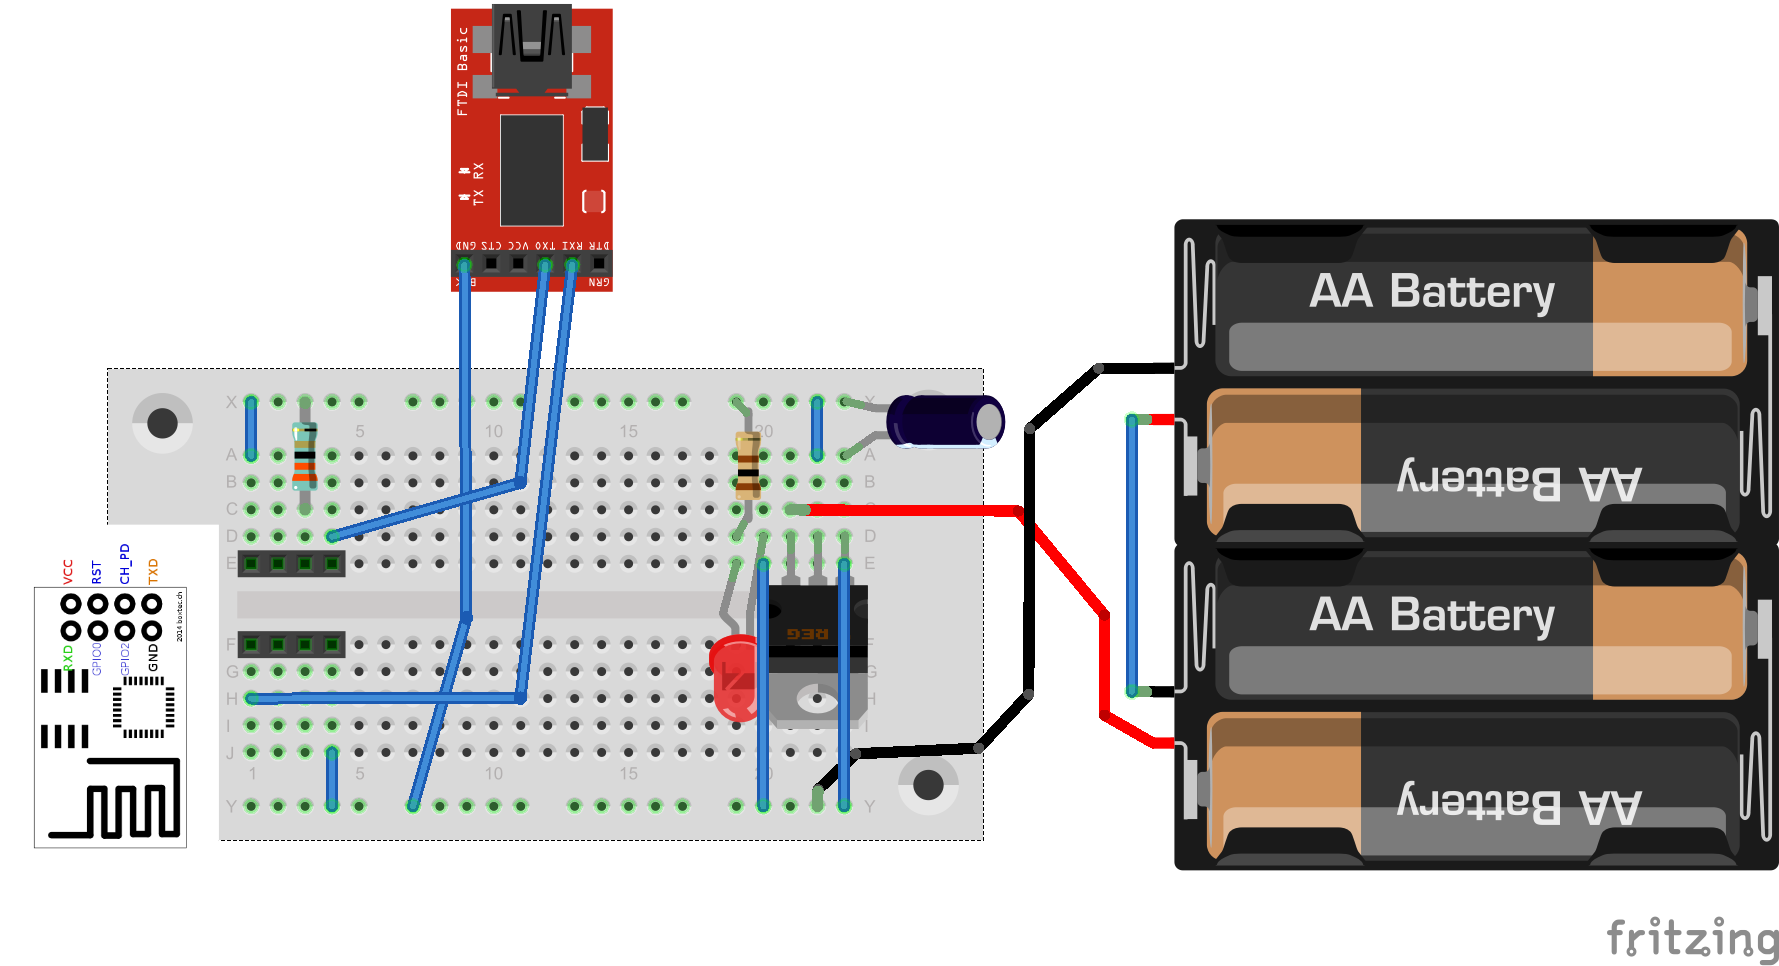 FTDI Basic
TX RX
GND CTS VCC TXO RXI DTR
GRN
AA Battery
AA Battery
AA Battery
AA Battery
X X
5 10 15 20
A A
B B
C C
D D
E E
F F
G G
H H
I I
J J
1 5 10 15 20
Y Y
REG
VCC RST CH_PD TXD
RXD GPIO0 GPIO2 GND
2014 boxtec.ch
fritzing